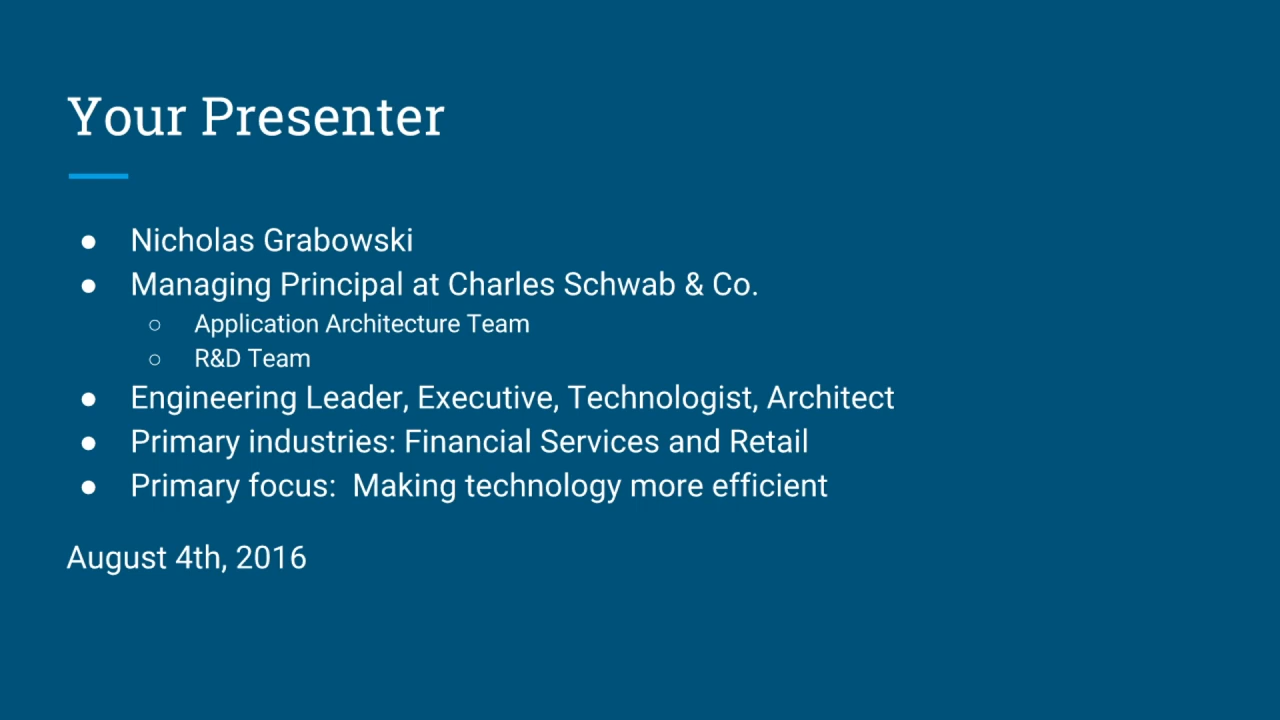 Your Presenter
● Nicholas Grabowski
● Managing Principal at Charles Schwab & Co.
○ Application Architecture Team
○ R&D Team
● Engineering Leader, Executive, Technologist, Architect
● Primary industries: Financial Services and Retail
● Primary focus:  Making technology more efficient
August 4th, 2016